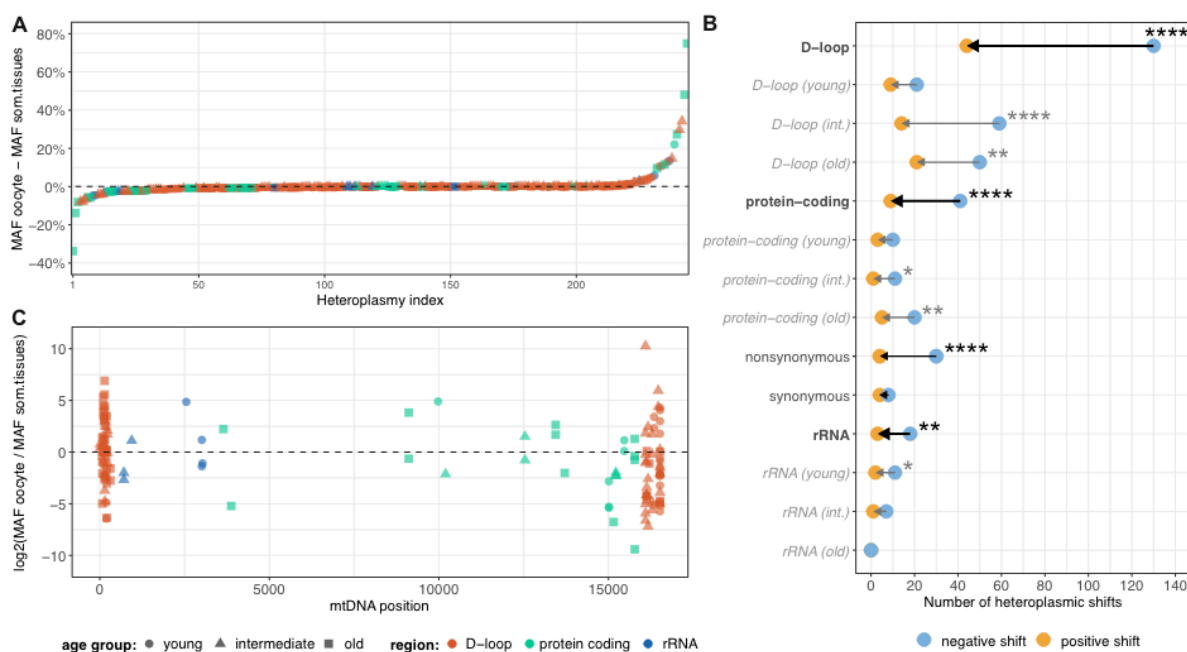 A
80%
60%
40%
20%
0%
−20%
−40%
MAF oocyte − MAF som.tissues
1
50
100
150
200
Heteroplasmy index
B
D−loop
****
D−loop (young)
D−loop (int.)
****
D−loop (old)
**
protein−coding
****
protein−coding (young)
protein−coding (int.)
*
protein−coding (old)
**
nonsynonymous
****
synonymous
rRNA
**
rRNA (young)
*
rRNA (int.)
rRNA (old)
0
20
40
60
80
100
120
140
Number of heteroplasmic shifts
negative shift
positive shift
C
10
5
0
−5
−10
log2(MAF oocyte / MAF som.tissues)
0
5000
10000
15000
mtDNA position
age group: young intermediate old region: D−loop protein coding rRNA